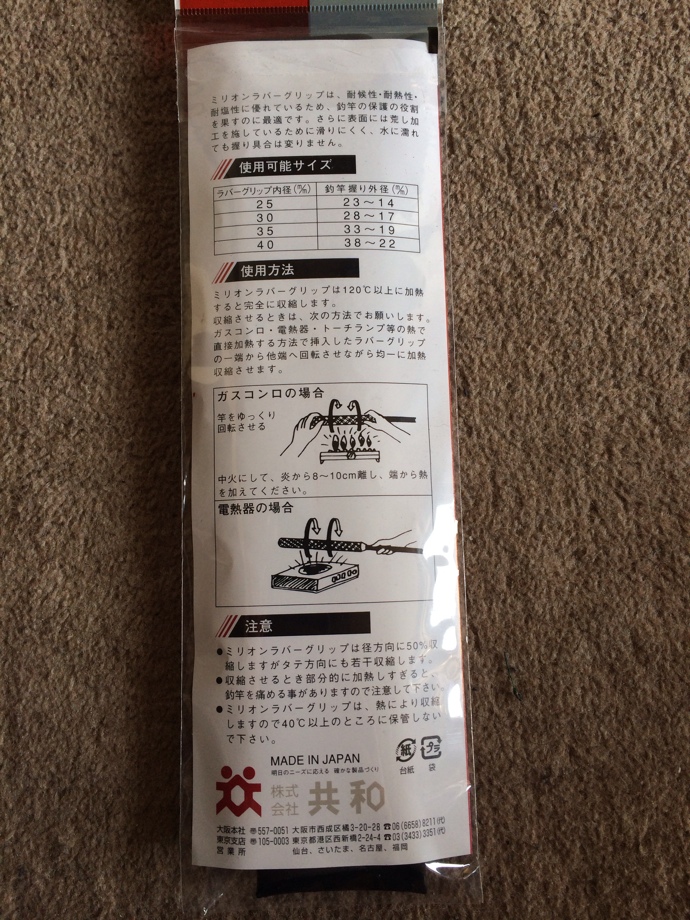 ミリオンラバーグリップは、耐候性・耐熱性・
耐塩性に優れているため、釣竿の保護の役割
を果すのに最適です。さらに表面には荒し加
工を施しているために滑りにくく、水に濡れ
ても握り具合は変りません。
使用可能サイズ
ラバーグリップ内径(㎜) 釣竿握り外径(㎜)
25 23〜14
30 28〜17
35 33〜19
40 38〜22
使用方法
ミリオンラバーグリップは120℃以上に加熱
すると完全に収縮します。
収縮させるときは、次の方法でお願いします。
ガスコンロ・電熱器・トーチランプ等の熱で
直接加熱する方法で挿入したラバーグリップ
の一端から他端へ回転させながら均一に加熱
収縮させます。
ガスコンロの場合
竿をゆっくり
回転させる
中火にして、炎から8〜10cm離し、端から熱
を加えてください。
電熱器の場合
注意
●ミリオンラバーグリップは径方向に50%収
縮しますがタテ方向にも若干収縮します。
●収縮させるとき部分的に加熱しすぎると、
釣竿を痛める事がありますので注意して下さい。
●ミリオンラバーグリップは、熱により収縮
しますので40℃以上のところに保管しない
で下さい。
MADE IN JAPAN
明日のニーズに応える 確かな製品づくり
紙 プラ
台紙 袋
株式会社 共和
大阪本社 〠557-0051 大阪市西成区橘3-20-28 ☎06(6658)8211(代)
東京支店 〠105-0003 東京都港区西新橋2-24-4 ☎03(3433)3351(代)
営業所 仙台、さいたま、名古屋、福岡